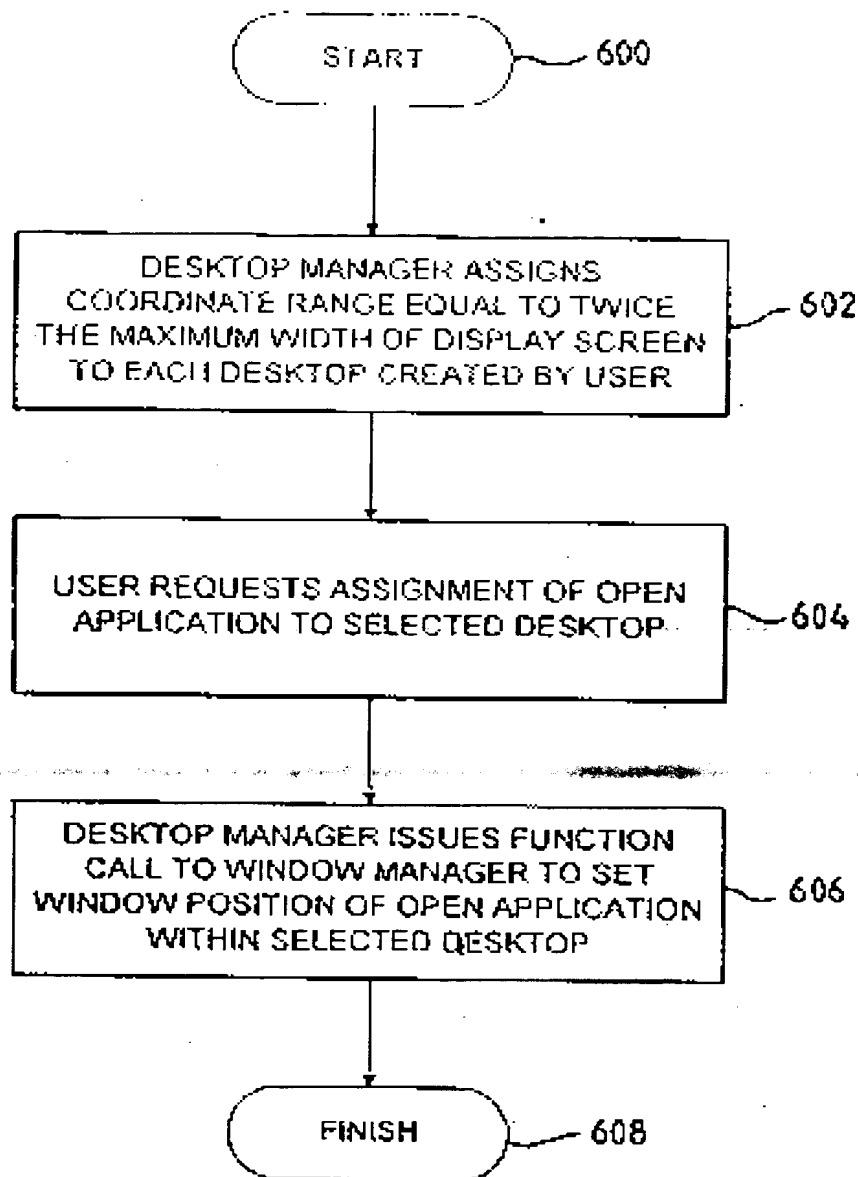 START
600
DESKTOP MANAGER ASSIGNS
COORDINATE RANGE EQUAL TO TWICE
THE MAXIMUM WIDTH OF DISPLAY SCREEN
TO EACH DESKTOP CREATED BY USER
602
USER REQUESTS ASSIGNMENT OF OPEN
APPLICATION TO SELECTED DESKTOP
604
DESKTOP MANAGER ISSUES FUNCTION
CALL TO WINDOW MANAGER TO SET
WINDOW POSITION OF OPEN APPLICATION
WITHIN SELECTED DESKTOP
606
FINISH
608